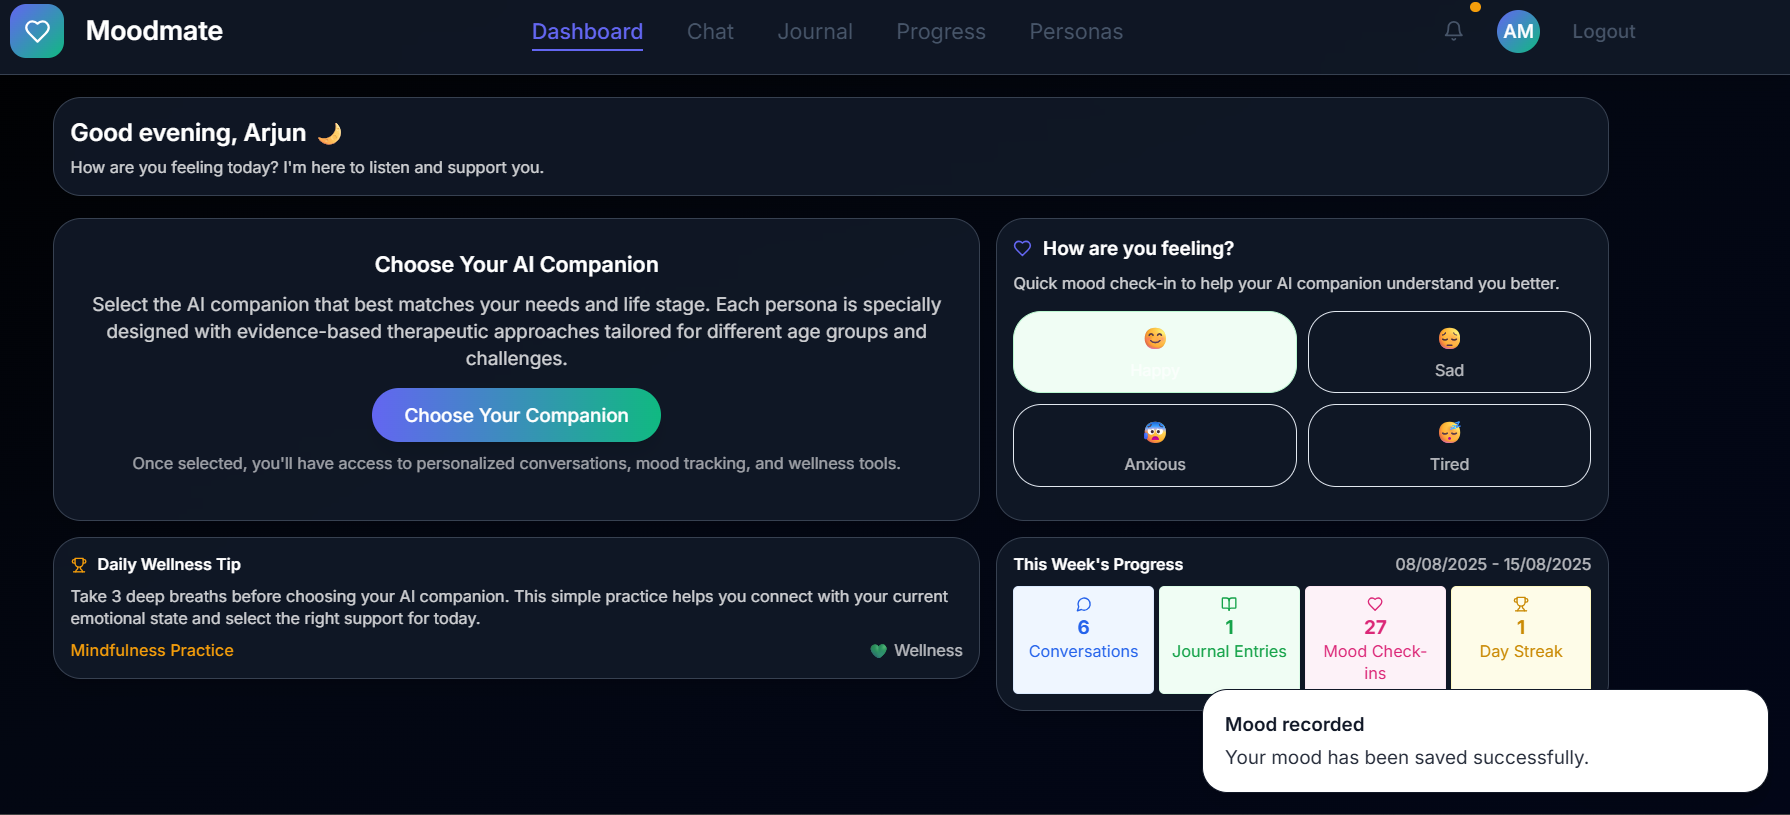 Moodmate
Dashboard Chat Journal Progress Personas
AM Logout
Good evening, Arjun 🌙
How are you feeling today? I'm here to listen and support you.
Choose Your AI Companion
Select the AI companion that best matches your needs and life stage. Each persona is specially
designed with evidence-based therapeutic approaches tailored for different age groups and
challenges.
Choose Your Companion
Once selected, you'll have access to personalized conversations, mood tracking, and wellness tools.
How are you feeling?
Quick mood check-in to help your AI companion understand you better.
Happy
Sad
Anxious
Tired
Daily Wellness Tip
Take 3 deep breaths before choosing your AI companion. This simple practice helps you connect with your current
emotional state and select the right support for today.
Mindfulness Practice
Wellness
This Week's Progress
08/08/2025 - 15/08/2025
6
Conversations
1
Journal Entries
27
Mood Check-
ins
1
Day Streak
Mood recorded
Your mood has been saved successfully.